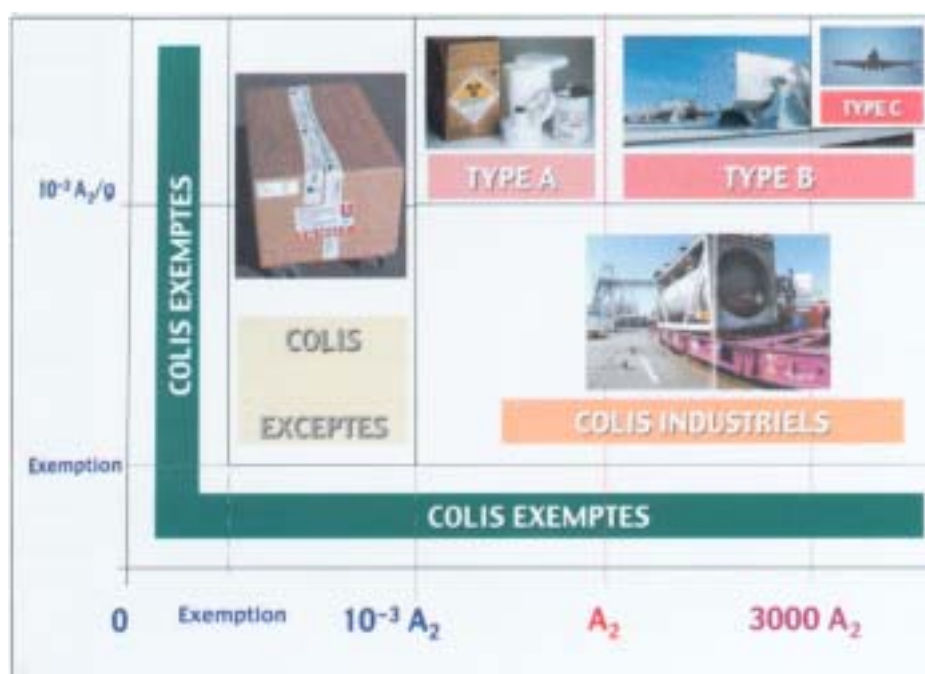 TYPE C
TYPE A
TYPE B
10⁻³ A₂/g
COLIS EXEMPTES
COLIS
EXCEPTES
COLIS INDUSTRIELS
Exemption
COLIS EXEMPTES
0
Exemption
10⁻³ A₂
A₂
3000 A₂